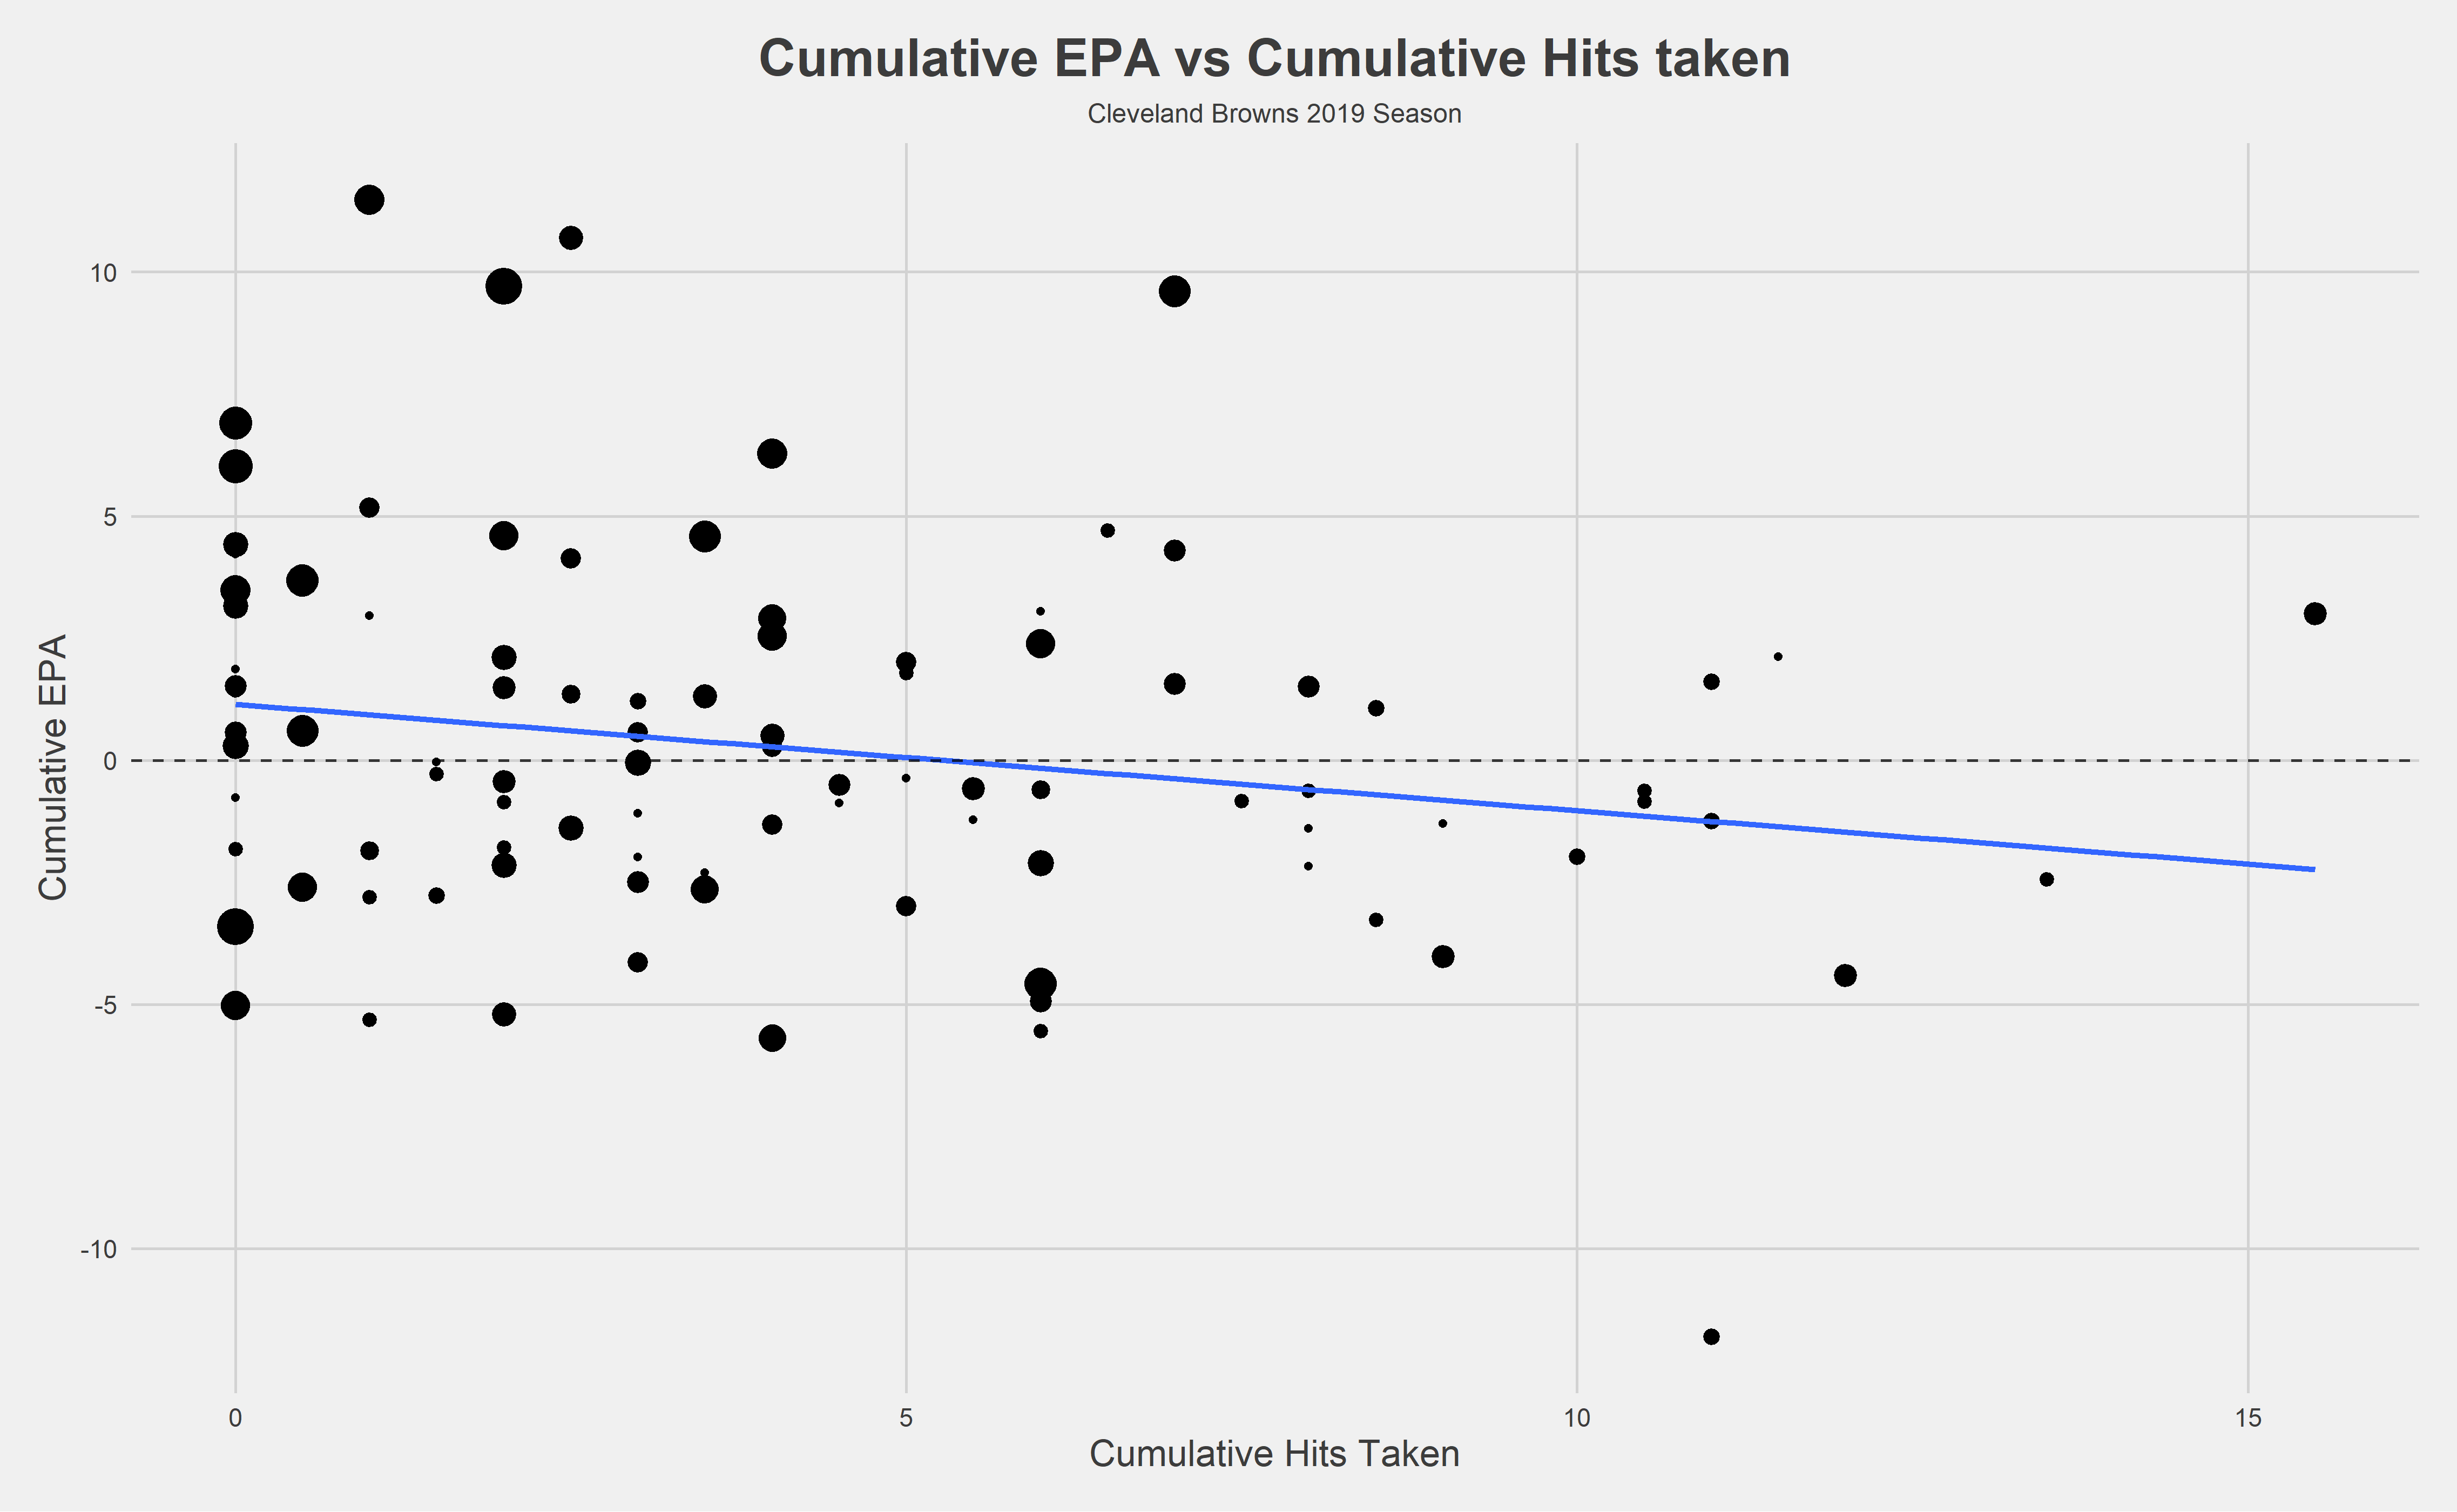 Cumulative EPA vs Cumulative Hits taken
Cleveland Browns 2019 Season
Cumulative EPA
10
5
0
-5
-10
0
5
10
15
Cumulative Hits Taken